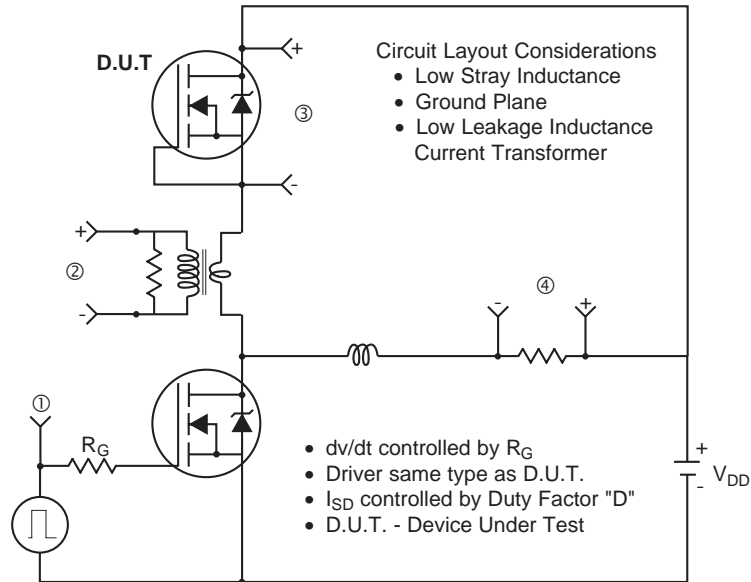 D.U.T
+
Circuit Layout Considerations
• Low Stray Inductance
• Ground Plane
• Low Leakage Inductance
Current Transformer
③
-
+
②
-
④
- +
①
R_G
• dv/dt controlled by R_G
• Driver same type as D.U.T.
• I_SD controlled by Duty Factor "D"
• D.U.T. - Device Under Test
+
V_DD
-